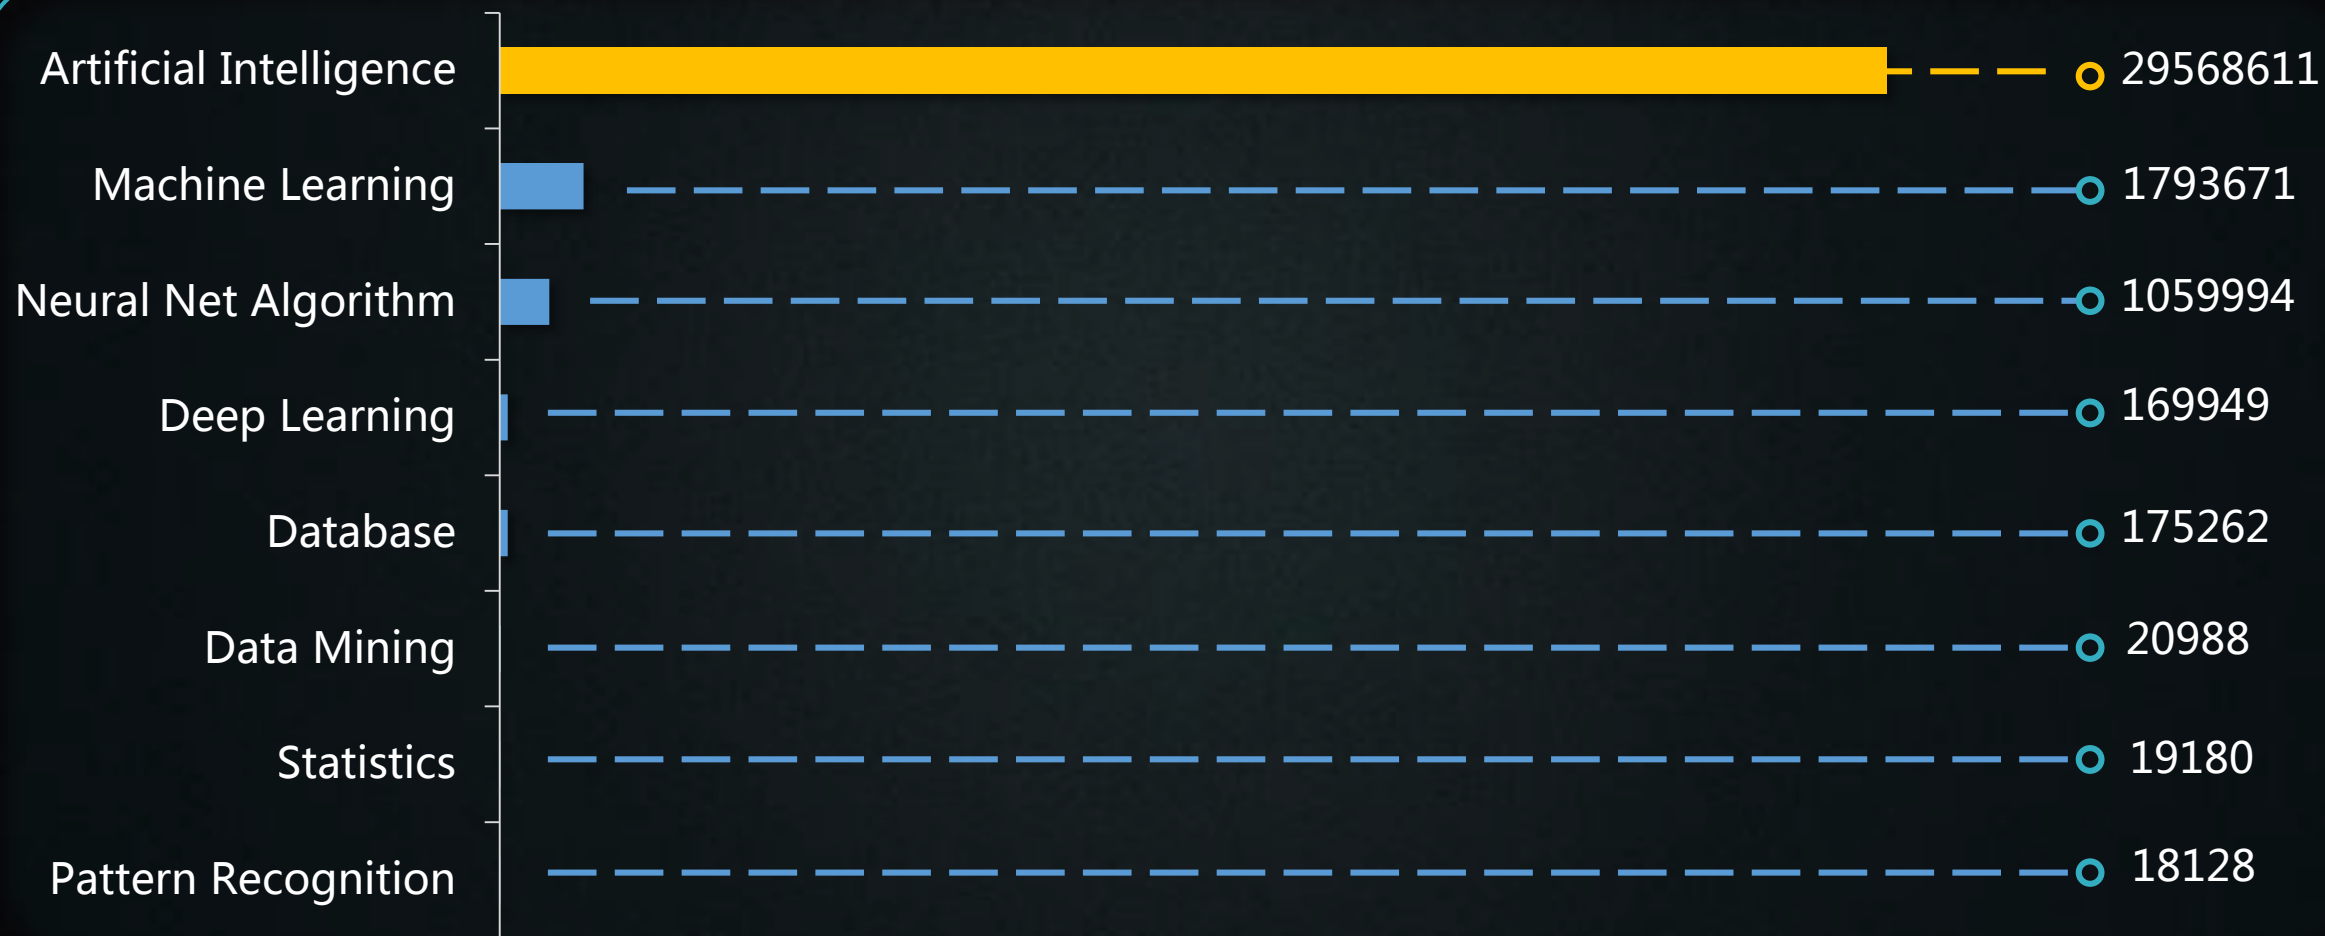 Artificial Intelligence 29568611
Machine Learning 1793671
Neural Net Algorithm 1059994
Deep Learning 169949
Database 175262
Data Mining 20988
Statistics 19180
Pattern Recognition 18128